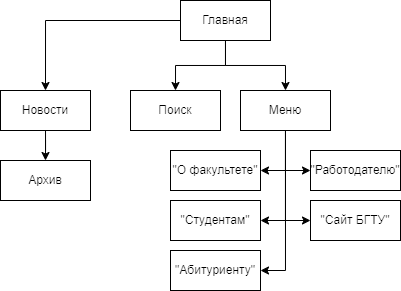 Главная
Новости
Поиск
Меню
Архив
"О факультете"
"Работодателю"
"Студентам"
"Сайт БГТУ"
"Абитуриенту"